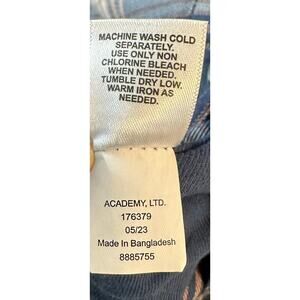 MACHINE WASH COLD
SEPARATELY.
USE ONLY NON
CHLORINE BLEACH
WHEN NEEDED.
TUMBLE DRY LOW.
WARM IRON AS
NEEDED.
ACADEMY, LTD.
176379
05/23
Made In Bangladesh
8885755